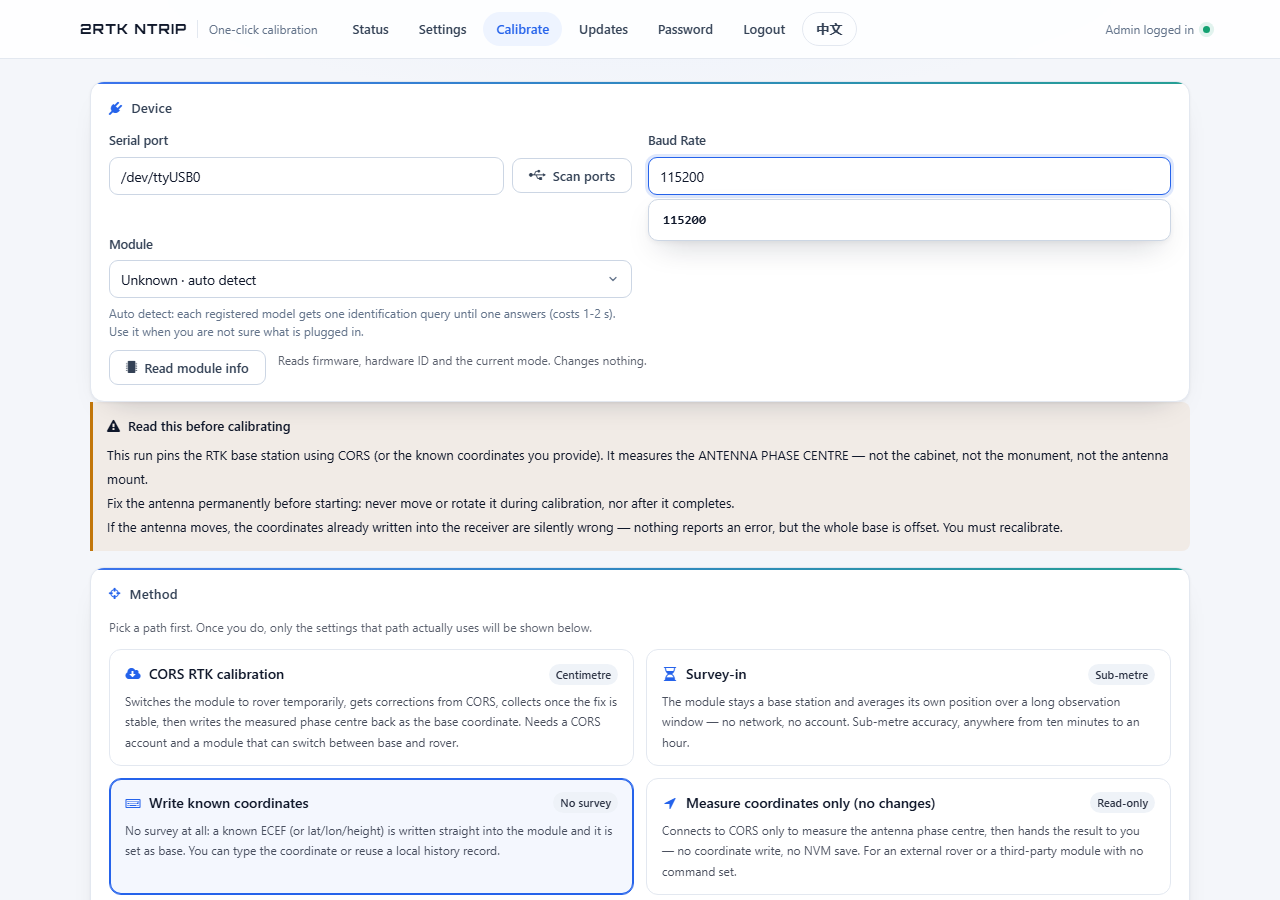 2RTK NTRIP
One-click calibration
Status
Settings
Calibrate
Updates
Password
Logout
中文
Admin logged in
Device
Serial port
Baud Rate
/dev/ttyUSB0
Scan ports
115200
115200
Module
Unknown · auto detect
Auto detect: each registered model gets one identification query until one answers (costs 1-2 s).
Use it when you are not sure what is plugged in.
Read module info
Reads firmware, hardware ID and the current mode. Changes nothing.
Read this before calibrating
This run pins the RTK base station using CORS (or the known coordinates you provide). It measures the ANTENNA PHASE CENTRE — not the cabinet, not the monument, not the antenna
mount.
Fix the antenna permanently before starting: never move or rotate it during calibration, nor after it completes.
If the antenna moves, the coordinates already written into the receiver are silently wrong — nothing reports an error, but the whole base is offset. You must recalibrate.
Method
Pick a path first. Once you do, only the settings that path actually uses will be shown below.
CORS RTK calibration
Centimetre
Switches the module to rover temporarily, gets corrections from CORS, collects once the fix is
stable, then writes the measured phase centre back as the base coordinate. Needs a CORS
account and a module that can switch between base and rover.
Survey-in
Sub-metre
The module stays a base station and averages its own position over a long observation
window — no network, no account. Sub-metre accuracy, anywhere from ten minutes to an
hour.
Write known coordinates
No survey
No survey at all: a known ECEF (or lat/lon/height) is written straight into the module and it is
set as base. You can type the coordinate or reuse a local history record.
Measure coordinates only (no changes)
Read-only
Connects to CORS only to measure the antenna phase centre, then hands the result to you
— no coordinate write, no NVM save. For an external rover or a third-party module with no
command set.